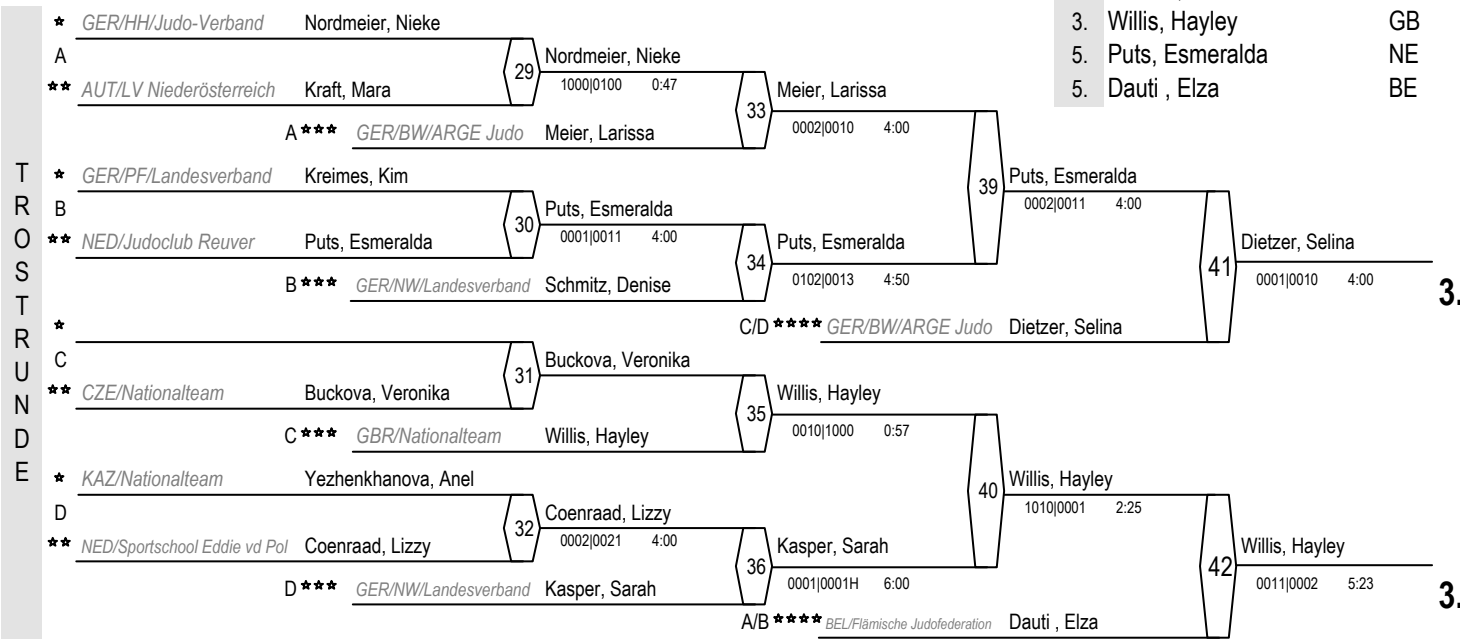 ★ GER/HH/Judo-Verband Nordmeier, Nieke
3. Willis, Hayley GB
A
29 Nordmeier, Nieke
5. Puts, Esmeralda NE
1000|0100 0:47
★★ AUT/LV Niederösterreich Kraft, Mara
33 Meier, Larissa
5. Dauti , Elza BE
0002|0010 4:00
A ★★★ GER/BW/ARGE Judo Meier, Larissa
TROSTRUNDE
★ GER/PF/Landesverband Kreimes, Kim
39 Puts, Esmeralda
0002|0011 4:00
B
30 Puts, Esmeralda
0001|0011 4:00
★★ NED/Judoclub Reuver Puts, Esmeralda
34 Puts, Esmeralda
0102|0013 4:50
41 Dietzer, Selina
0001|0010 4:00
3.
B ★★★ GER/NW/Landesverband Schmitz, Denise
★
C/D ★★★★ GER/BW/ARGE Judo Dietzer, Selina
C
31 Buckova, Veronika
★★ CZE/Nationalteam Buckova, Veronika
35 Willis, Hayley
0010|1000 0:57
C ★★★ GBR/Nationalteam Willis, Hayley
★ KAZ/Nationalteam Yezhenkhanova, Anel
40 Willis, Hayley
1010|0001 2:25
D
32 Coenraad, Lizzy
0002|0021 4:00
★★ NED/Sportschool Eddie vd Pol Coenraad, Lizzy
36 Kasper, Sarah
0001|0001H 6:00
42 Willis, Hayley
0011|0002 5:23
3.
D ★★★ GER/NW/Landesverband Kasper, Sarah
A/B ★★★★ BEL/Flämische Judofederation Dauti , Elza